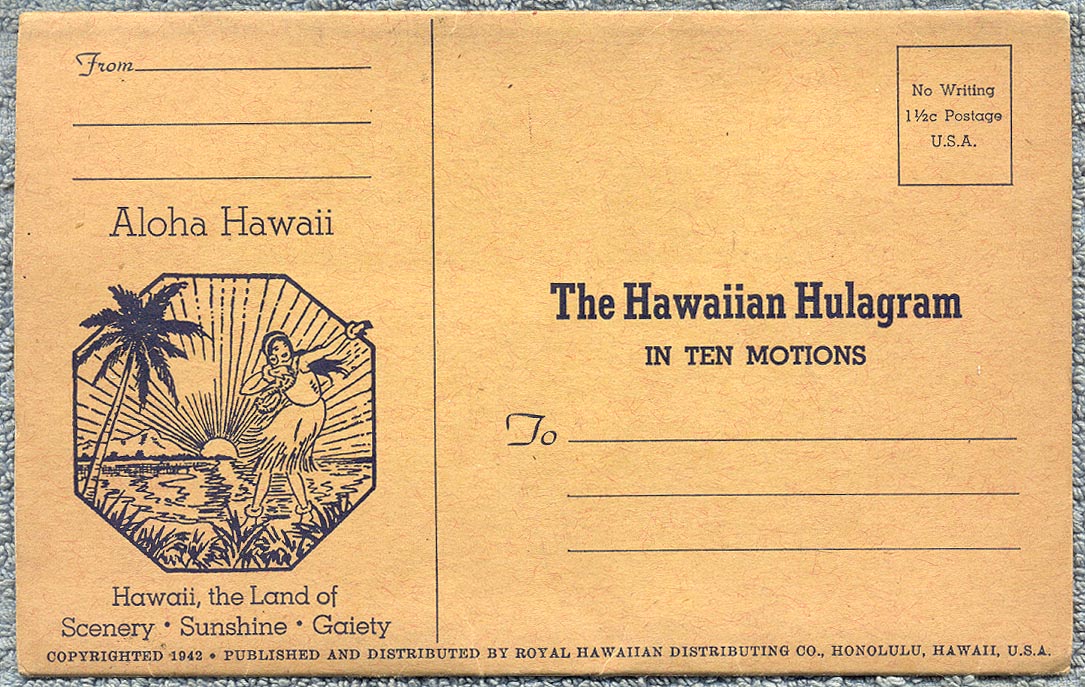 From
Aloha Hawaii
Hawaii, the Land of
Scenery • Sunshine • Gaiety
No Writing
1½c Postage
U.S.A.
The Hawaiian Hulagram
IN TEN MOTIONS
To
COPYRIGHTED 1942 • PUBLISHED AND DISTRIBUTED BY ROYAL HAWAIIAN DISTRIBUTING CO., HONOLULU, HAWAII, U.S.A.